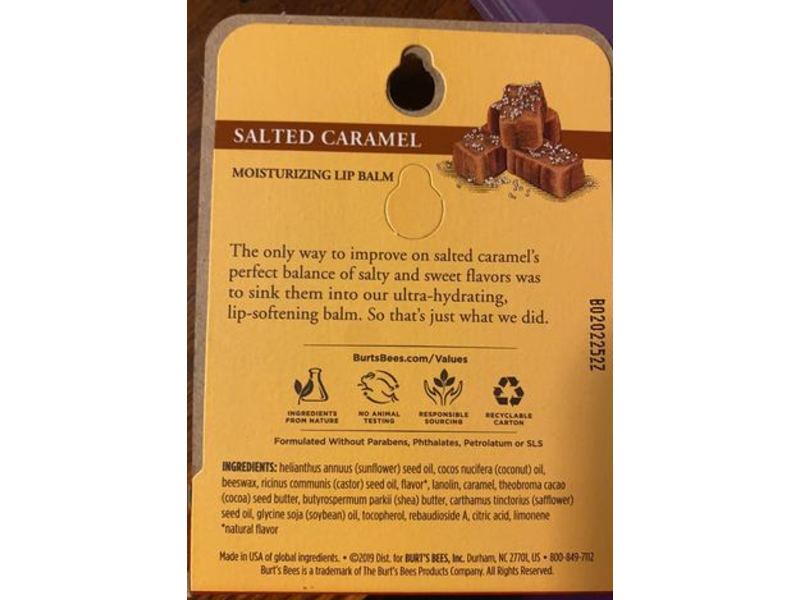 SALTED CARAMEL
MOISTURIZING LIP BALM
The only way to improve on salted caramel's
perfect balance of salty and sweet flavors was
to sink them into our ultra-hydrating,
lip-softening balm. So that's just what we did.
B02022522
BurtsBees.com/Values
INGREDIENTS
FROM NATURE
NO ANIMAL
TESTING
RESPONSIBLE
SOURCING
RECYCLABLE
CARTON
Formulated Without Parabens, Phthalates, Petrolatum or SLS
INGREDIENTS: helianthus annuus (sunflower) seed oil, cocos nucifera (coconut) oil,
beeswax, ricinus communis (castor) seed oil, flavor*, lanolin, caramel, theobroma cacao
(cocoa) seed butter, butyrospermum parkii (shea) butter, carthamus tinctorius (safflower)
seed oil, glycine soja (soybean) oil, tocopherol, rebaudioside A, citric acid, limonene
*natural flavor
Made in USA of global ingredients. • ©2019 Dist. for BURT'S BEES, Inc. Durham, NC 27701, US • 800-849-7112
Burt's Bees is a trademark of The Burt's Bees Products Company. All Rights Reserved.